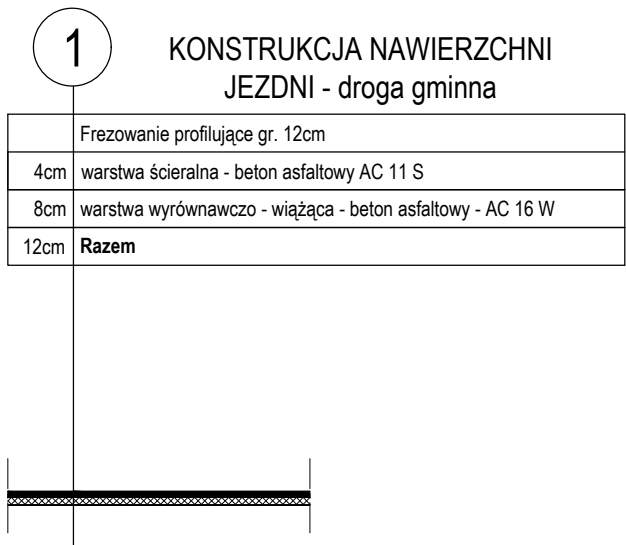 1
KONSTRUKCJA NAWIERZCHNI
JEZDNI - droga gminna
Frezowanie profilujące gr. 12cm
4cm warstwa ścieralna - beton asfaltowy AC 11 S
8cm warstwa wyrównawczo - wiążąca - beton asfaltowy - AC 16 W
12cm Razem